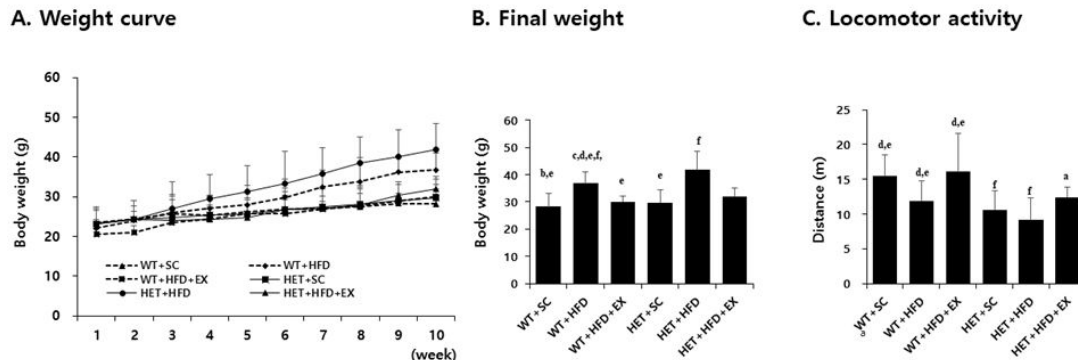 A. Weight curve
B. Final weight
C. Locomotor activity
Body weight (g)
60
50
40
30
20
10
0
WT+SC
WT+HFD
WT+HFD+EX
HET+SC
HET+HFD
HET+HFD+EX
1 2 3 4 5 6 7 8 9 10
(week)
Body weight (g)
60
50
40
30
20
10
0
b,e
c,d,e,f,
e
e
f
WT+SC
WT+HFD
WT+HFD+EX
HET+SC
HET+HFD
HET+HFD+EX
Distance (m)
25
20
15
10
5
0
d,e
d,e
d,e
f
f
a
WT+SC
a
WT+HFD
WT+HFD+EX
HET+SC
HET+HFD
HET+HFD+EX